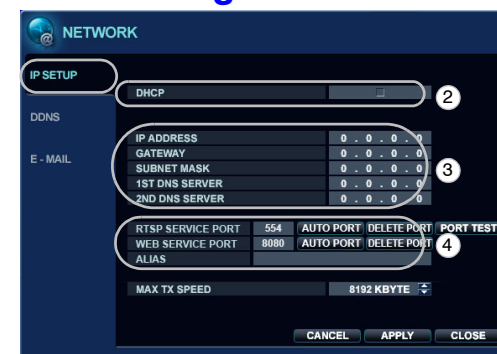 NETWORK
IP SETUP
DHCP
2
DDNS
E - MAIL
IP ADDRESS 0 . 0 . 0 . 0
GATEWAY 0 . 0 . 0 . 0
SUBNET MASK 0 . 0 . 0 . 0
3
1ST DNS SERVER 0 . 0 . 0 . 0
2ND DNS SERVER 0 . 0 . 0 . 0
RTSP SERVICE PORT 554 AUTO PORT DELETE PORT PORT TEST
WEB SERVICE PORT 8080 AUTO PORT DELETE PORT 4
ALIAS
MAX TX SPEED 8192 KBYTE
CANCEL APPLY CLOSE